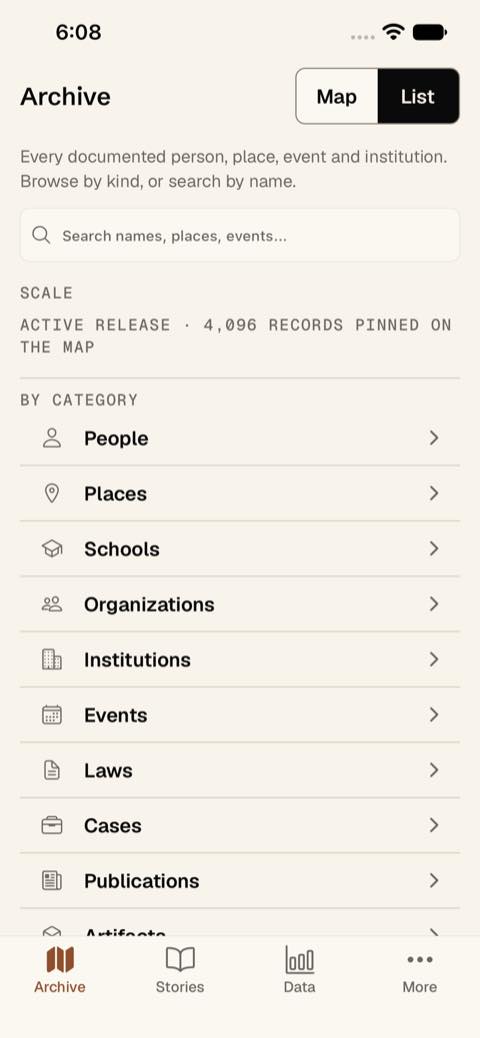 6:08
Archive
Map
List
Every documented person, place, event and institution.
Browse by kind, or search by name.
Search names, places, events...
SCALE
ACTIVE RELEASE · 4,096 RECORDS PINNED ON
THE MAP
BY CATEGORY
People
Places
Schools
Organizations
Institutions
Events
Laws
Cases
Publications
Artifacts
Archive
Stories
Data
More